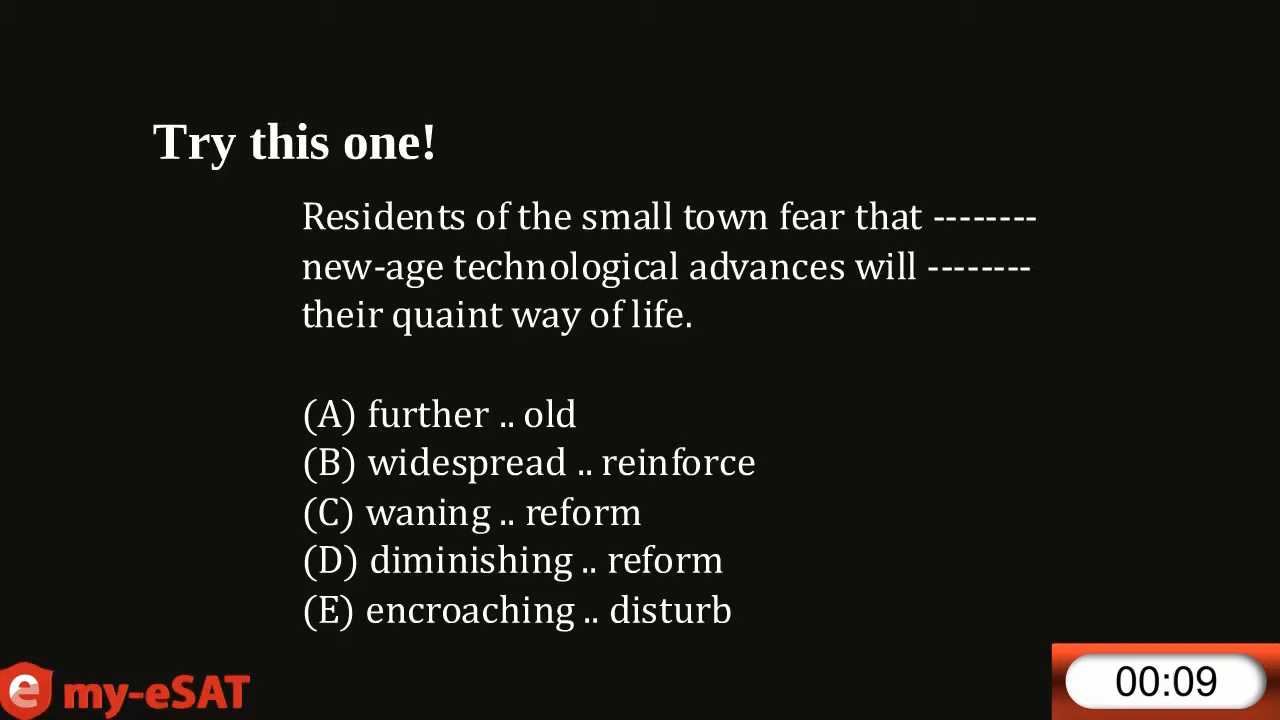 Try this one!
Residents of the small town fear that --------
new-age technological advances will --------
their quaint way of life.
(A) further .. old
(B) widespread .. reinforce
(C) waning .. reform
(D) diminishing .. reform
(E) encroaching .. disturb
e my-eSAT
00:09